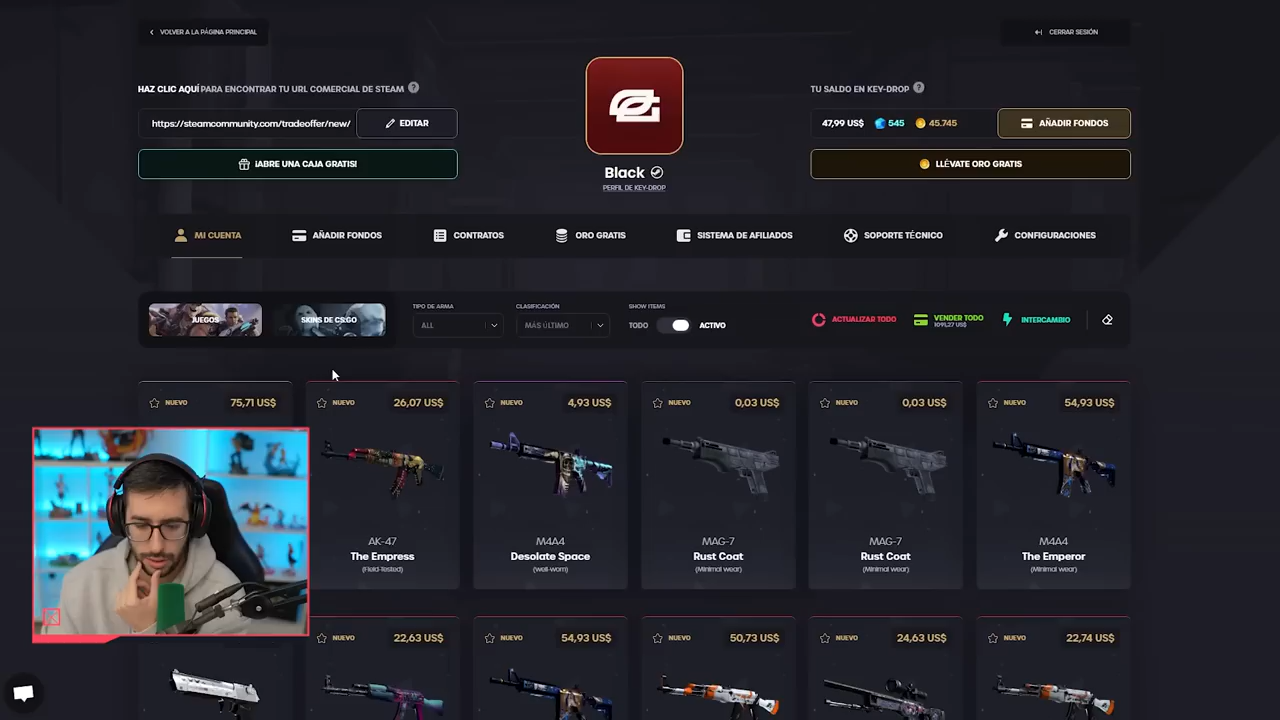 VOLVER A LA PÁGINA PRINCIPAL
CERRAR SESIÓN
HAZ CLIC AQUÍ PARA ENCONTRAR TU URL COMERCIAL DE STEAM ?
https://steamcommunity.com/tradeoffer/new/
EDITAR
¡ABRE UNA CAJA GRATIS!
Black
PERFIL DE KEY-DROP
TU SALDO EN KEY-DROP ?
47,99 US$ 545 45.745
AÑADIR FONDOS
LLÉVATE ORO GRATIS
MI CUENTA
AÑADIR FONDOS
CONTRATOS
ORO GRATIS
SISTEMA DE AFILIADOS
SOPORTE TÉCNICO
CONFIGURACIONES
JUEGOS
SKINS DE CS:GO
TIPO DE ARMA
ALL
CLASIFICACIÓN
MÁS ÚLTIMO
SHOW ITEMS
TODO
ACTIVO
ACTUALIZAR TODO
VENDER TODO
1091,27 US$
INTERCAMBIO
NUEVO 75,71 US$
NUEVO 26,07 US$
AK-47
The Empress
(Field-Tested)
NUEVO 4,93 US$
M4A4
Desolate Space
(well-worn)
NUEVO 0,03 US$
MAG-7
Rust Coat
(Minimal wear)
NUEVO 0,03 US$
MAG-7
Rust Coat
(Minimal wear)
NUEVO 54,93 US$
M4A4
The Emperor
(Minimal wear)
NUEVO 22,63 US$
NUEVO 54,93 US$
NUEVO 50,73 US$
NUEVO 24,63 US$
NUEVO 22,74 US$